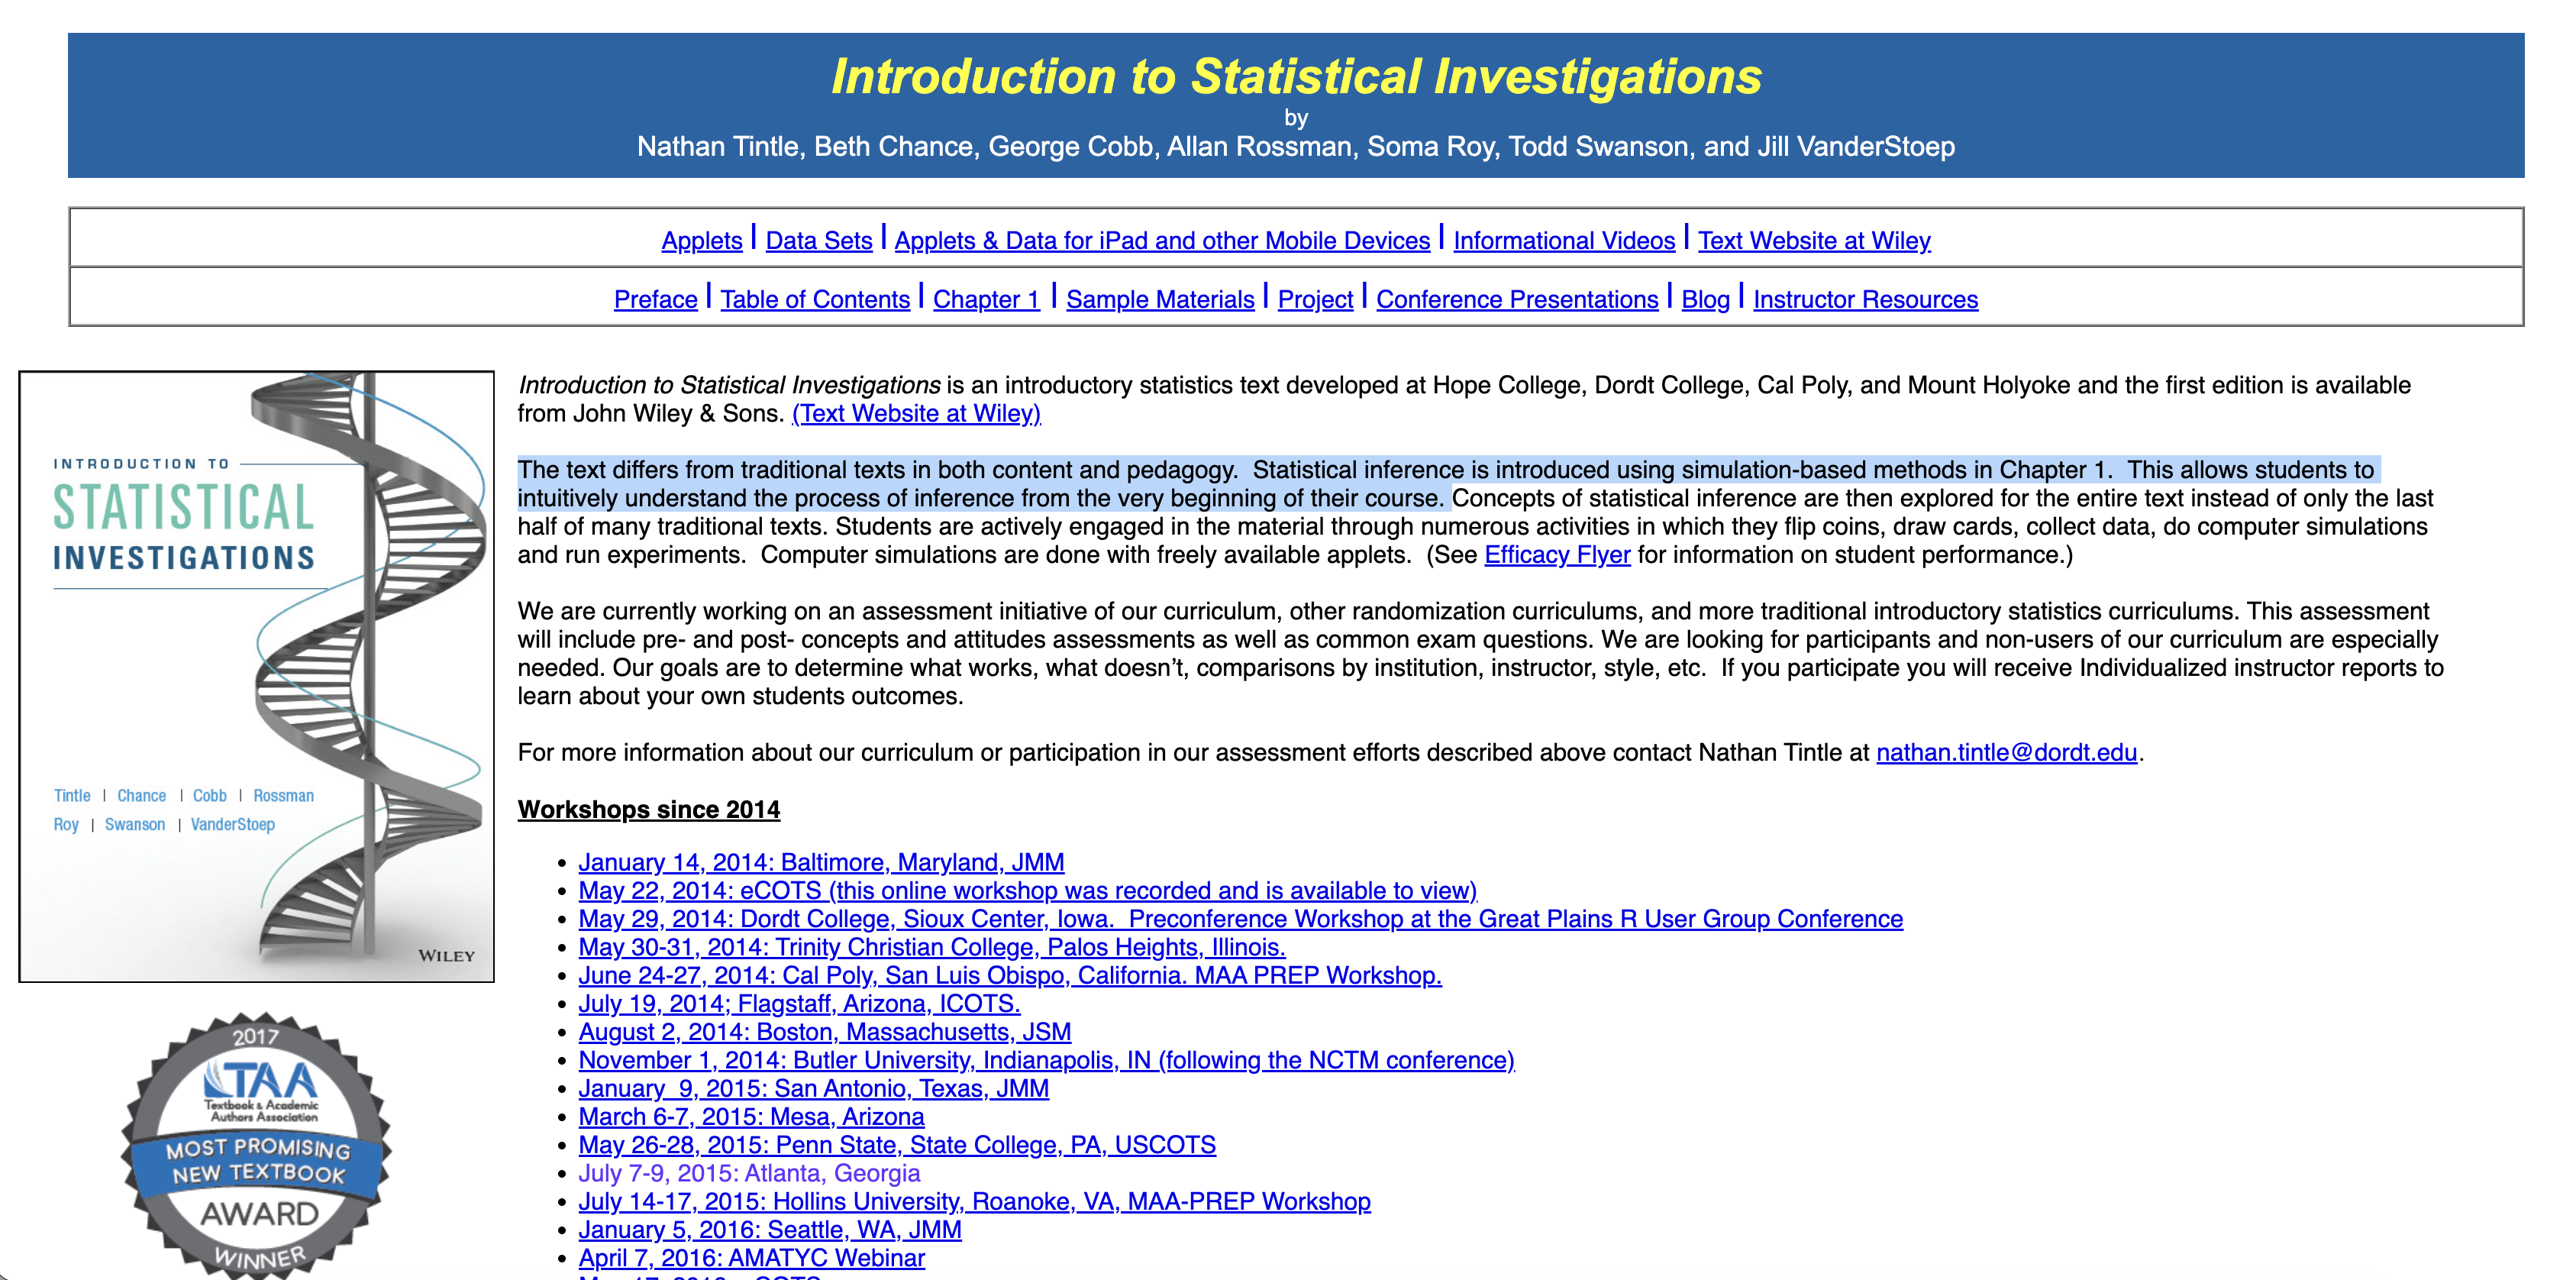 Introduction to Statistical Investigations
by
Nathan Tintle, Beth Chance, George Cobb, Allan Rossman, Soma Roy, Todd Swanson, and Jill VanderStoep
Applets | Data Sets | Applets & Data for iPad and other Mobile Devices | Informational Videos | Text Website at Wiley
Preface | Table of Contents | Chapter 1 | Sample Materials | Project | Conference Presentations | Blog | Instructor Resources
INTRODUCTION TO
STATISTICAL
INVESTIGATIONS
Tintle | Chance | Cobb | Rossman
Roy | Swanson | VanderStoep
WILEY
2017
TAA
Textbook & Academic
Authors Association
MOST PROMISING
NEW TEXTBOOK
AWARD
WINNER
Introduction to Statistical Investigations is an introductory statistics text developed at Hope College, Dordt College, Cal Poly, and Mount Holyoke and the first edition is available
from John Wiley & Sons. (Text Website at Wiley)
The text differs from traditional texts in both content and pedagogy.  Statistical inference is introduced using simulation-based methods in Chapter 1.  This allows students to
intuitively understand the process of inference from the very beginning of their course. Concepts of statistical inference are then explored for the entire text instead of only the last
half of many traditional texts. Students are actively engaged in the material through numerous activities in which they flip coins, draw cards, collect data, do computer simulations
and run experiments.  Computer simulations are done with freely available applets.  (See Efficacy Flyer for information on student performance.)
We are currently working on an assessment initiative of our curriculum, other randomization curriculums, and more traditional introductory statistics curriculums. This assessment
will include pre- and post- concepts and attitudes assessments as well as common exam questions. We are looking for participants and non-users of our curriculum are especially
needed. Our goals are to determine what works, what doesn’t, comparisons by institution, instructor, style, etc.  If you participate you will receive Individualized instructor reports to
learn about your own students outcomes.
For more information about our curriculum or participation in our assessment efforts described above contact Nathan Tintle at nathan.tintle@dordt.edu.
Workshops since 2014
• January 14, 2014: Baltimore, Maryland, JMM
• May 22, 2014: eCOTS (this online workshop was recorded and is available to view)
• May 29, 2014: Dordt College, Sioux Center, Iowa.  Preconference Workshop at the Great Plains R User Group Conference
• May 30-31, 2014: Trinity Christian College, Palos Heights, Illinois.
• June 24-27, 2014: Cal Poly, San Luis Obispo, California. MAA PREP Workshop.
• July 19, 2014; Flagstaff, Arizona, ICOTS.
• August 2, 2014: Boston, Massachusetts, JSM
• November 1, 2014: Butler University, Indianapolis, IN (following the NCTM conference)
• January  9, 2015: San Antonio, Texas, JMM
• March 6-7, 2015: Mesa, Arizona
• May 26-28, 2015: Penn State, State College, PA, USCOTS
• July 7-9, 2015: Atlanta, Georgia
• July 14-17, 2015: Hollins University, Roanoke, VA, MAA-PREP Workshop
• January 5, 2016: Seattle, WA, JMM
• April 7, 2016: AMATYC Webinar